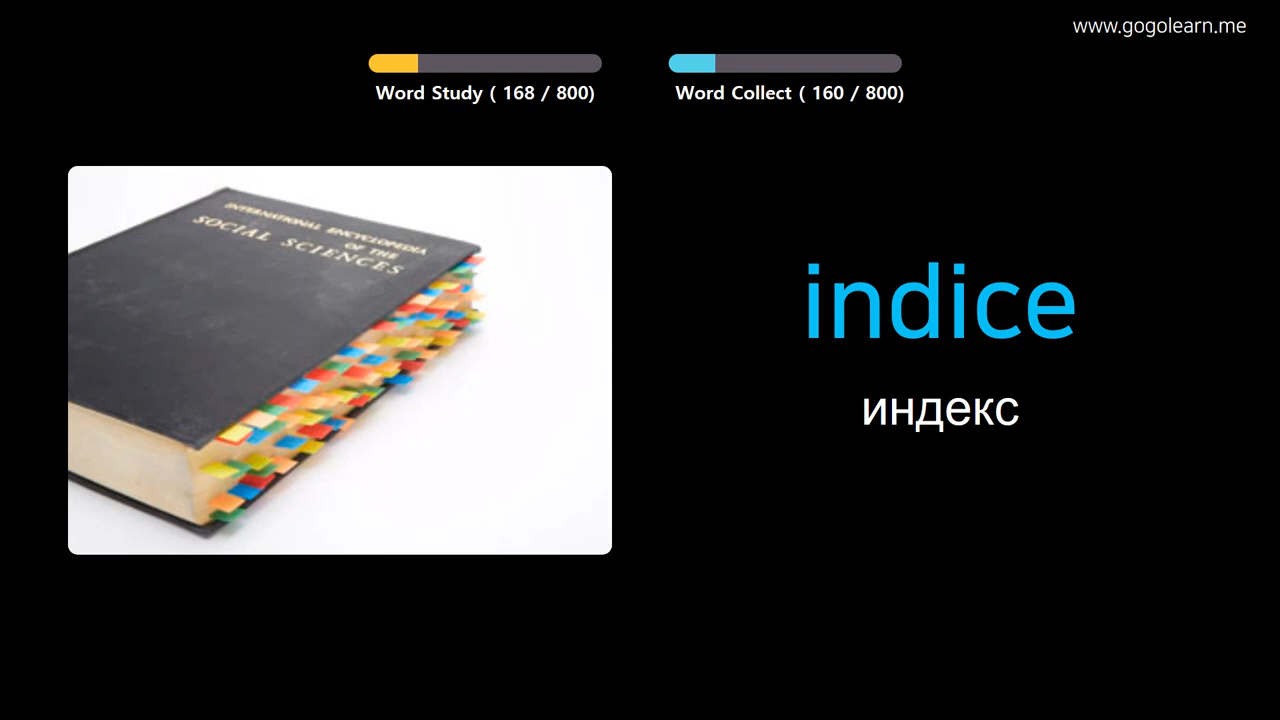 www.gogolearn.me
Word Study ( 168 / 800)
Word Collect ( 160 / 800)
INTERNATIONAL ENCYCLOPEDIA
OF THE
SOCIAL SCIENCES
indice
индекс